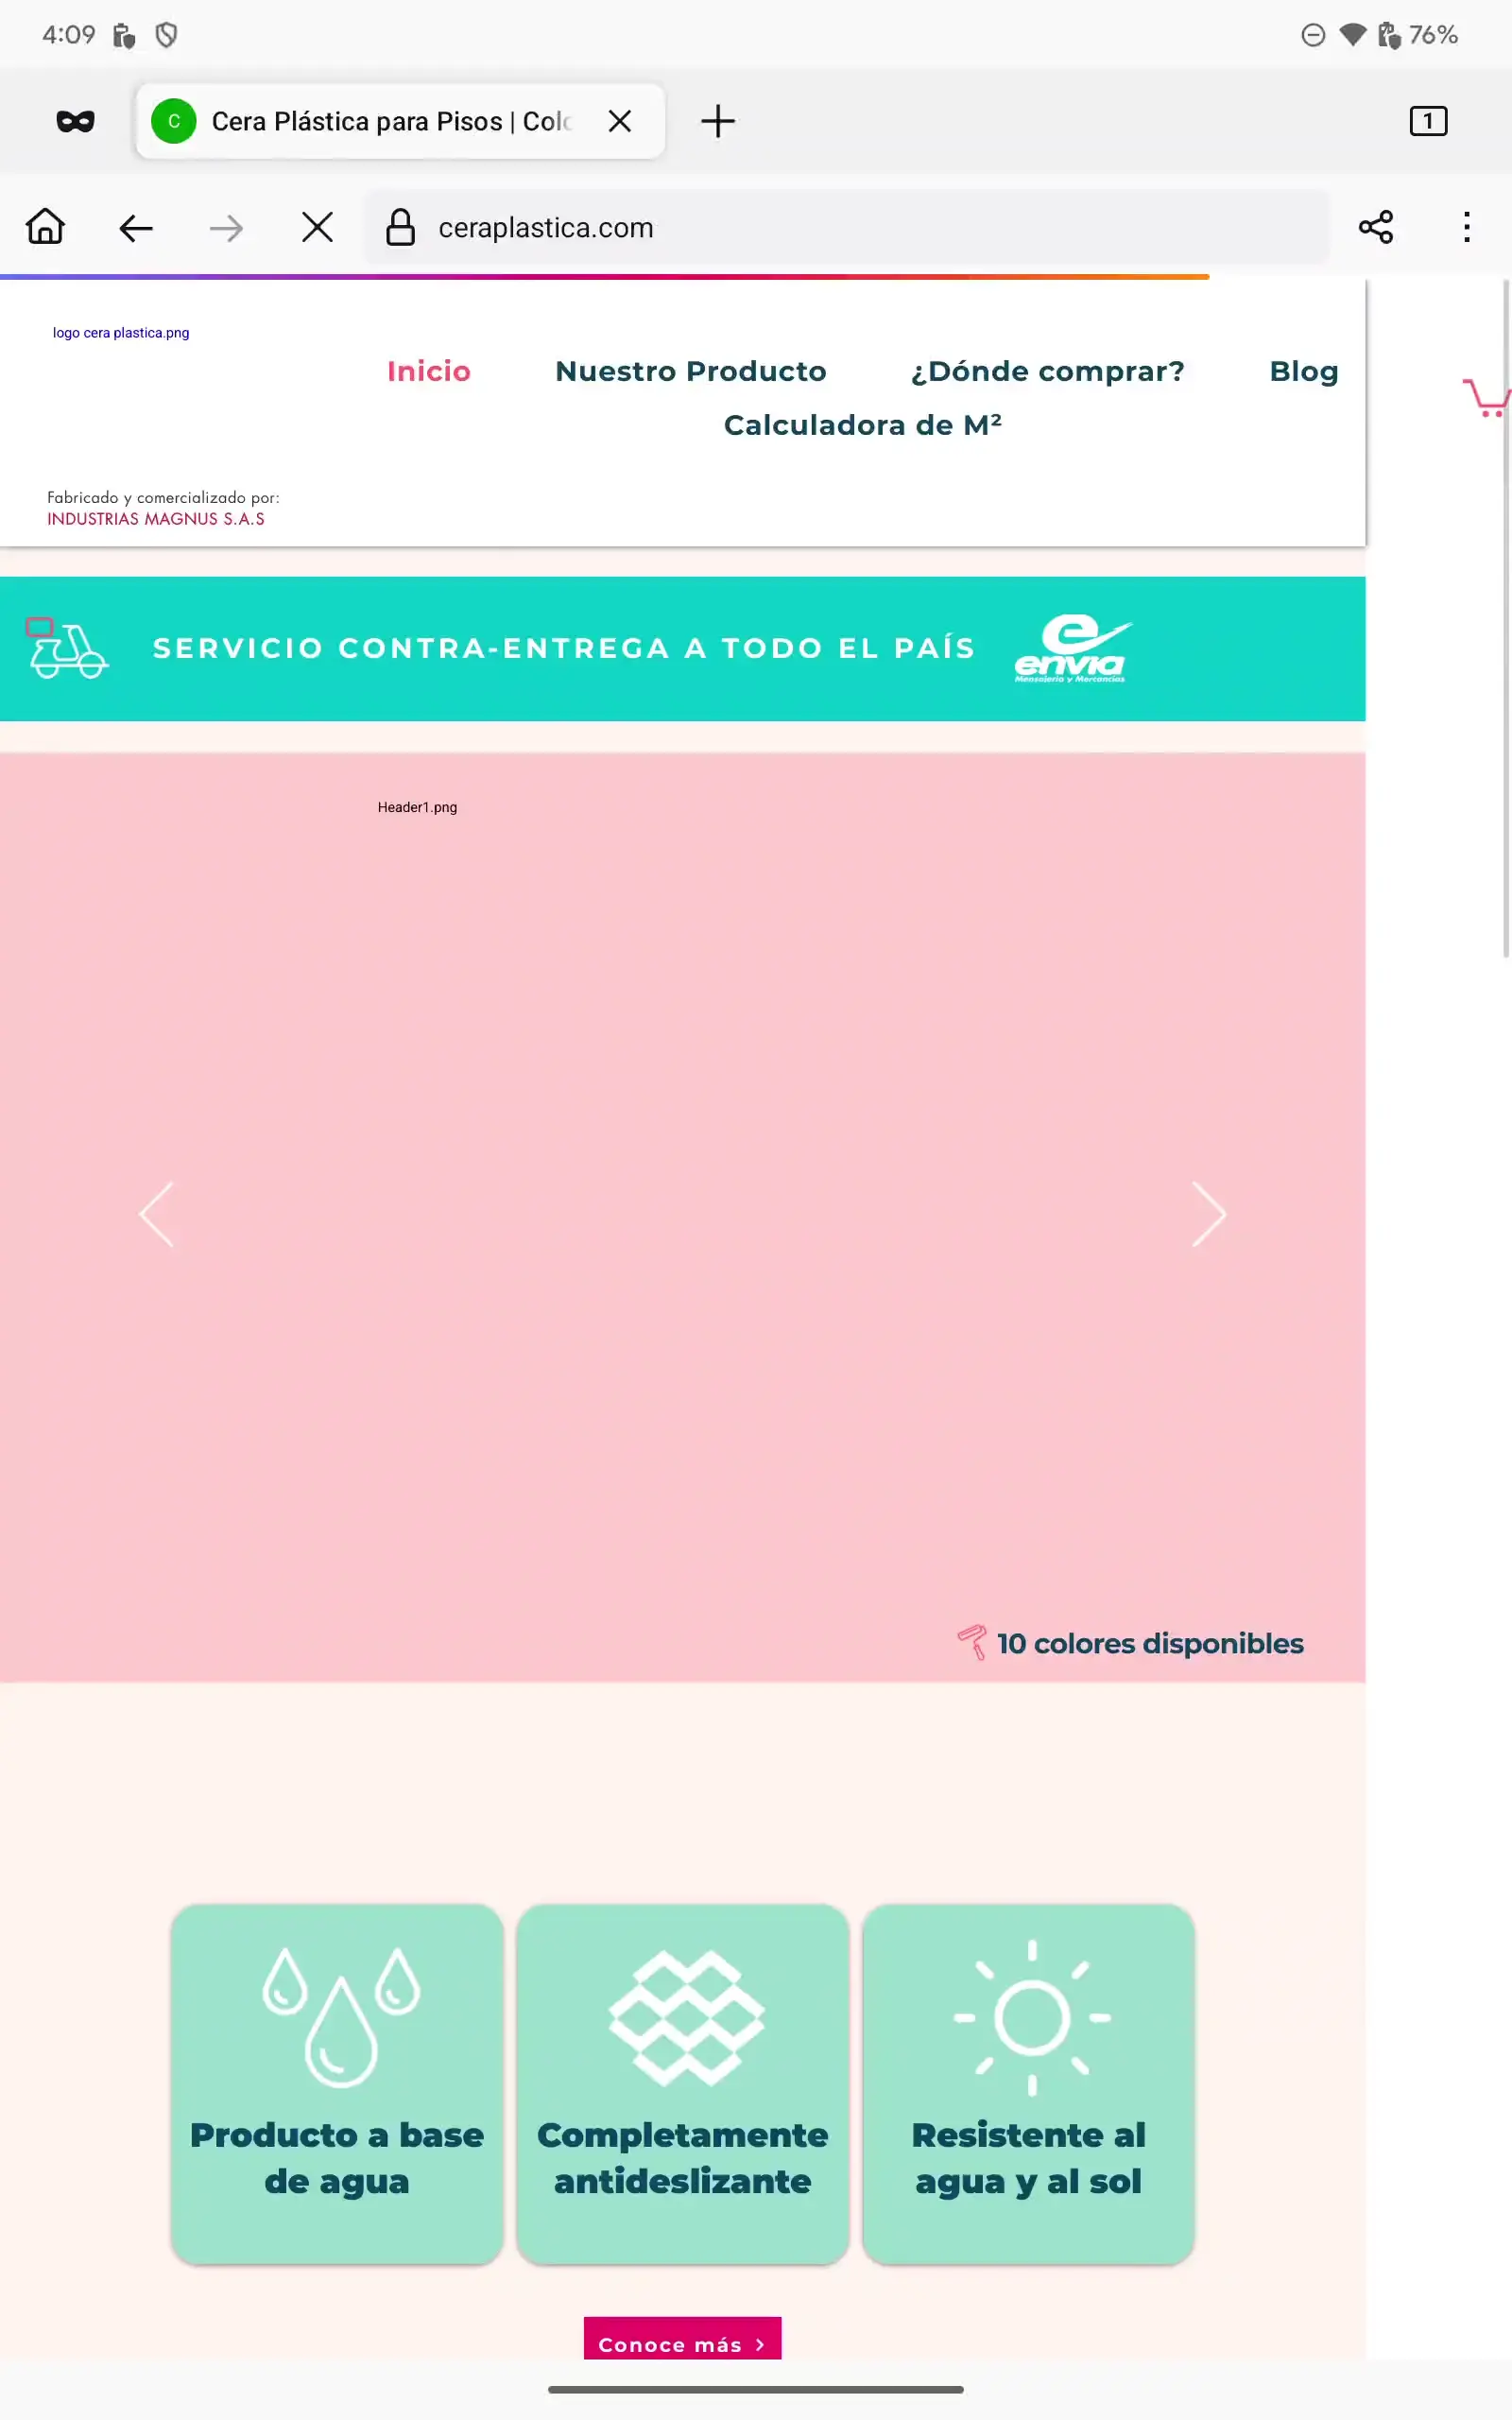 4:09
76%
C
Cera Plástica para Pisos | Colo
1
ceraplastica.com
logo cera plastica.png
Inicio
Nuestro Producto
¿Dónde comprar?
Blog
Calculadora de M²
Fabricado y comercializado por:
INDUSTRIAS MAGNUS S.A.S
SERVICIO CONTRA-ENTREGA A TODO EL PAÍS
e
envia
Mensajería y Mercancías
Header1.png
10 colores disponibles
Producto a base
de agua
Completamente
antideslizante
Resistente al
agua y al sol
Conoce más >